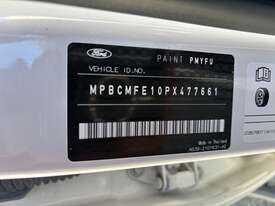 Ford
PAINT PMYFU
VEHICLE ID.NO.
MPBCMFE10PX477661
Made in Thailand